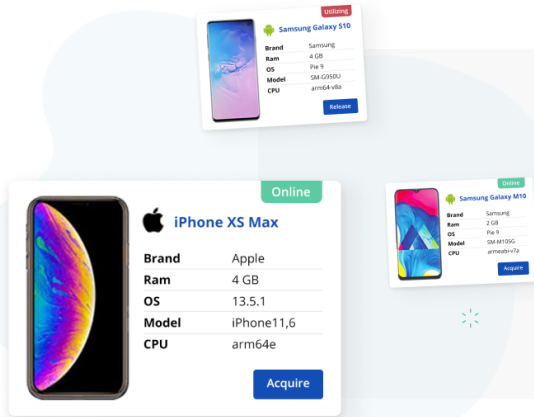 Utilizing
Samsung Galaxy S10
Brand Samsung
Ram 4 GB
OS Pie 9
Model SM-G950U
CPU arm64-v8a
Release
Online
iPhone XS Max
Brand Apple
Ram 4 GB
OS 13.5.1
Model iPhone11,6
CPU arm64e
Acquire
Online
Samsung Galaxy M10
Brand Samsung
Ram 2 GB
OS Pie 9
Model SM-M105G
CPU armeabi-v7a
Acquire